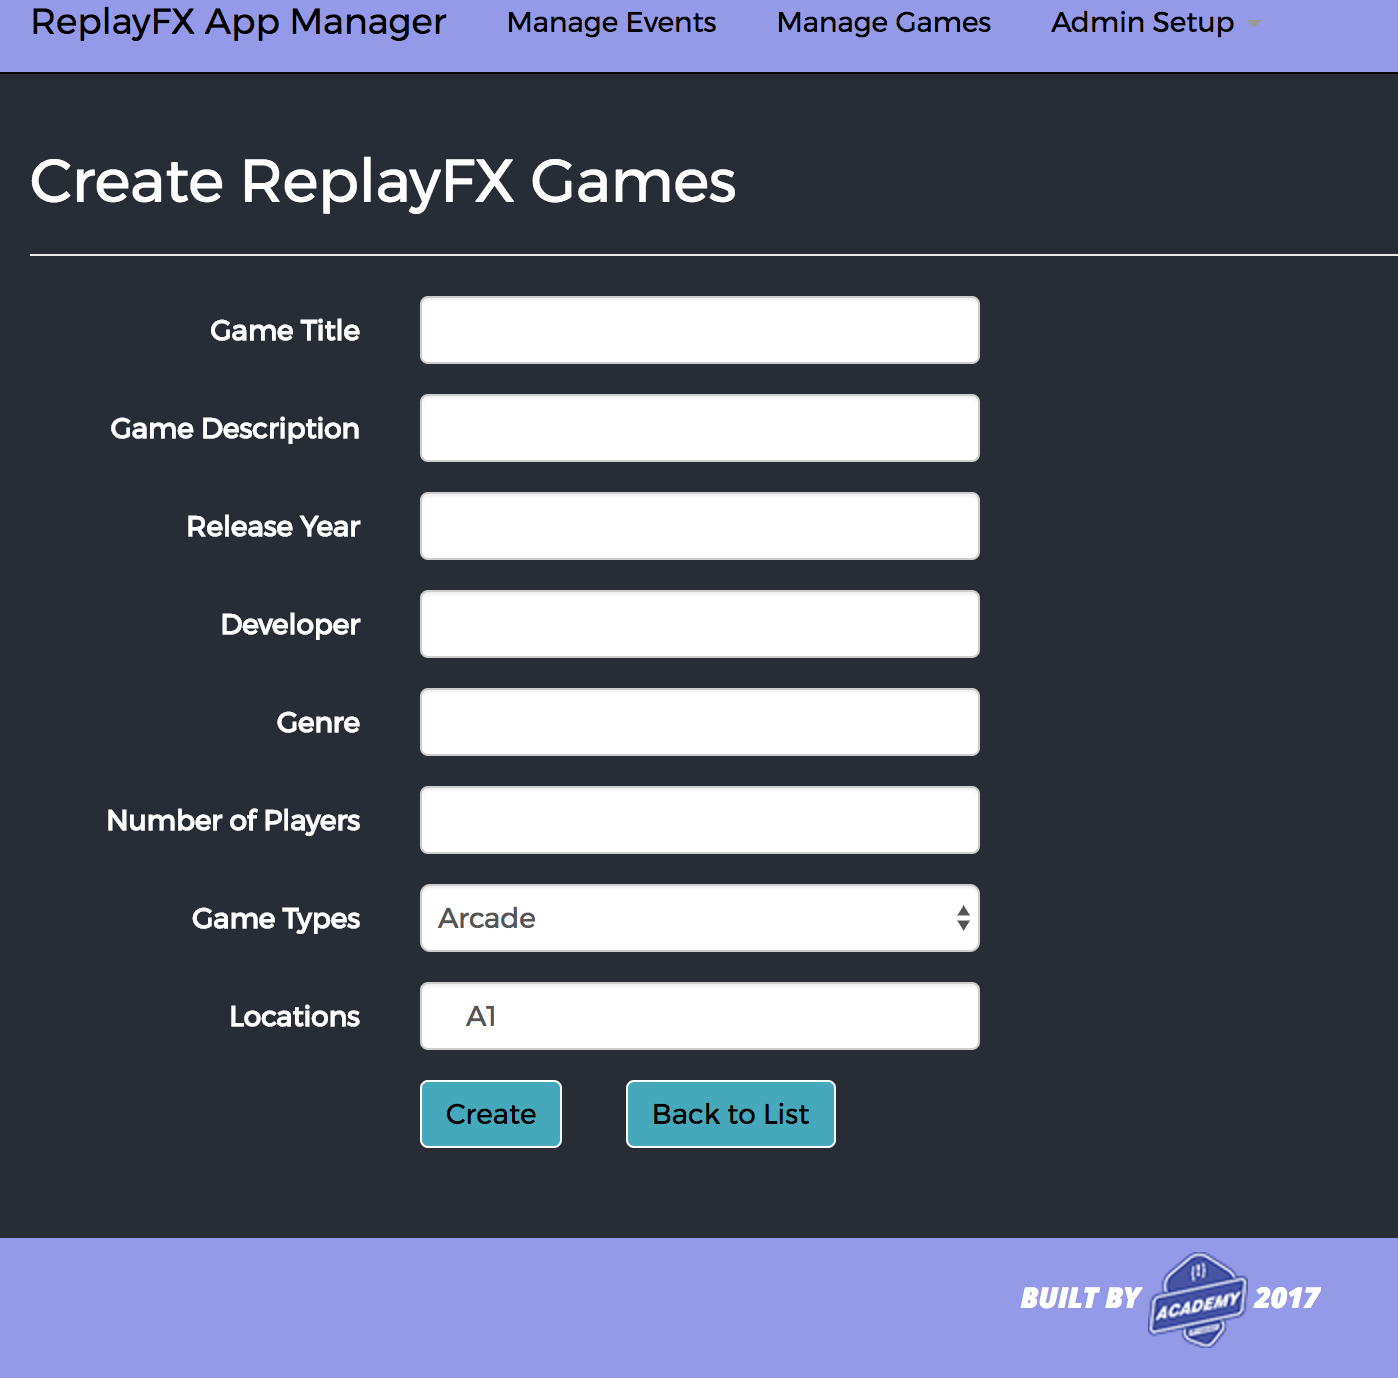 ReplayFX App Manager Manage Events Manage Games Admin Setup
Create ReplayFX Games
Game Title
Game Description
Release Year
Developer
Genre
Number of Players
Game Types Arcade
Locations A1
Create Back to List
BUILT BY ACADEMY 2017